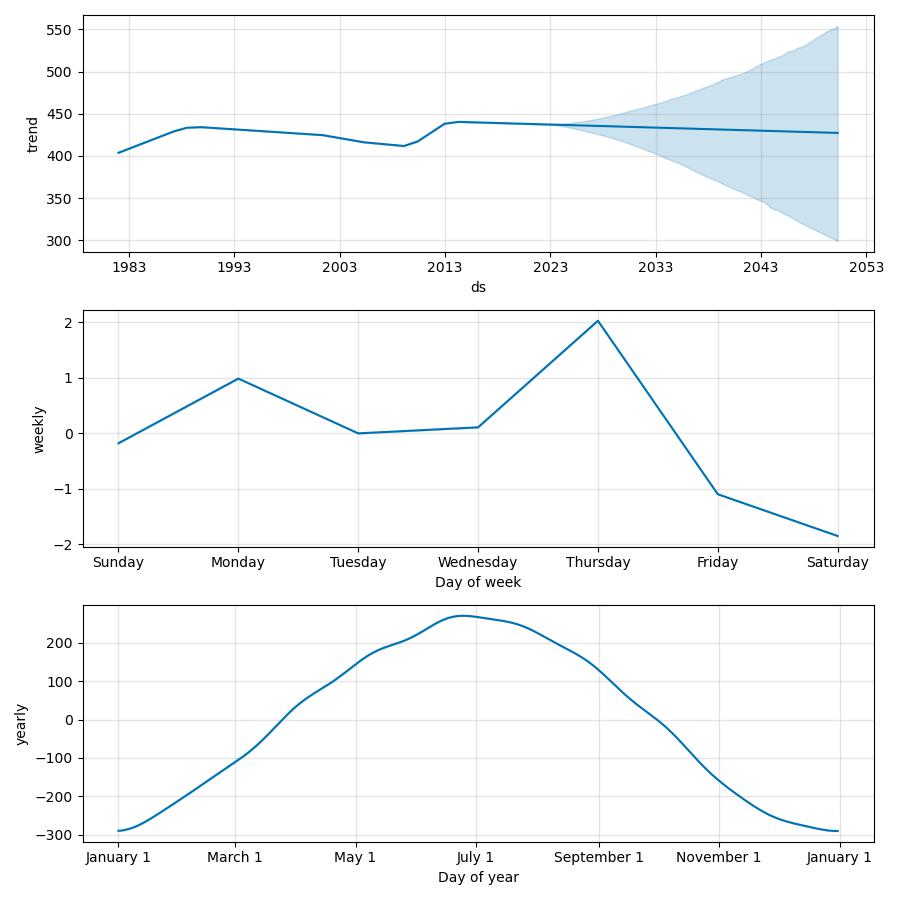 550
500
450
400
350
300
trend
1983 1993 2003 2013 2023 2033 2043 2053
ds
2
1
0
−1
−2
weekly
Sunday Monday Tuesday Wednesday Thursday Friday Saturday
Day of week
200
100
0
−100
−200
−300
yearly
January 1 March 1 May 1 July 1 September 1 November 1 January 1
Day of year